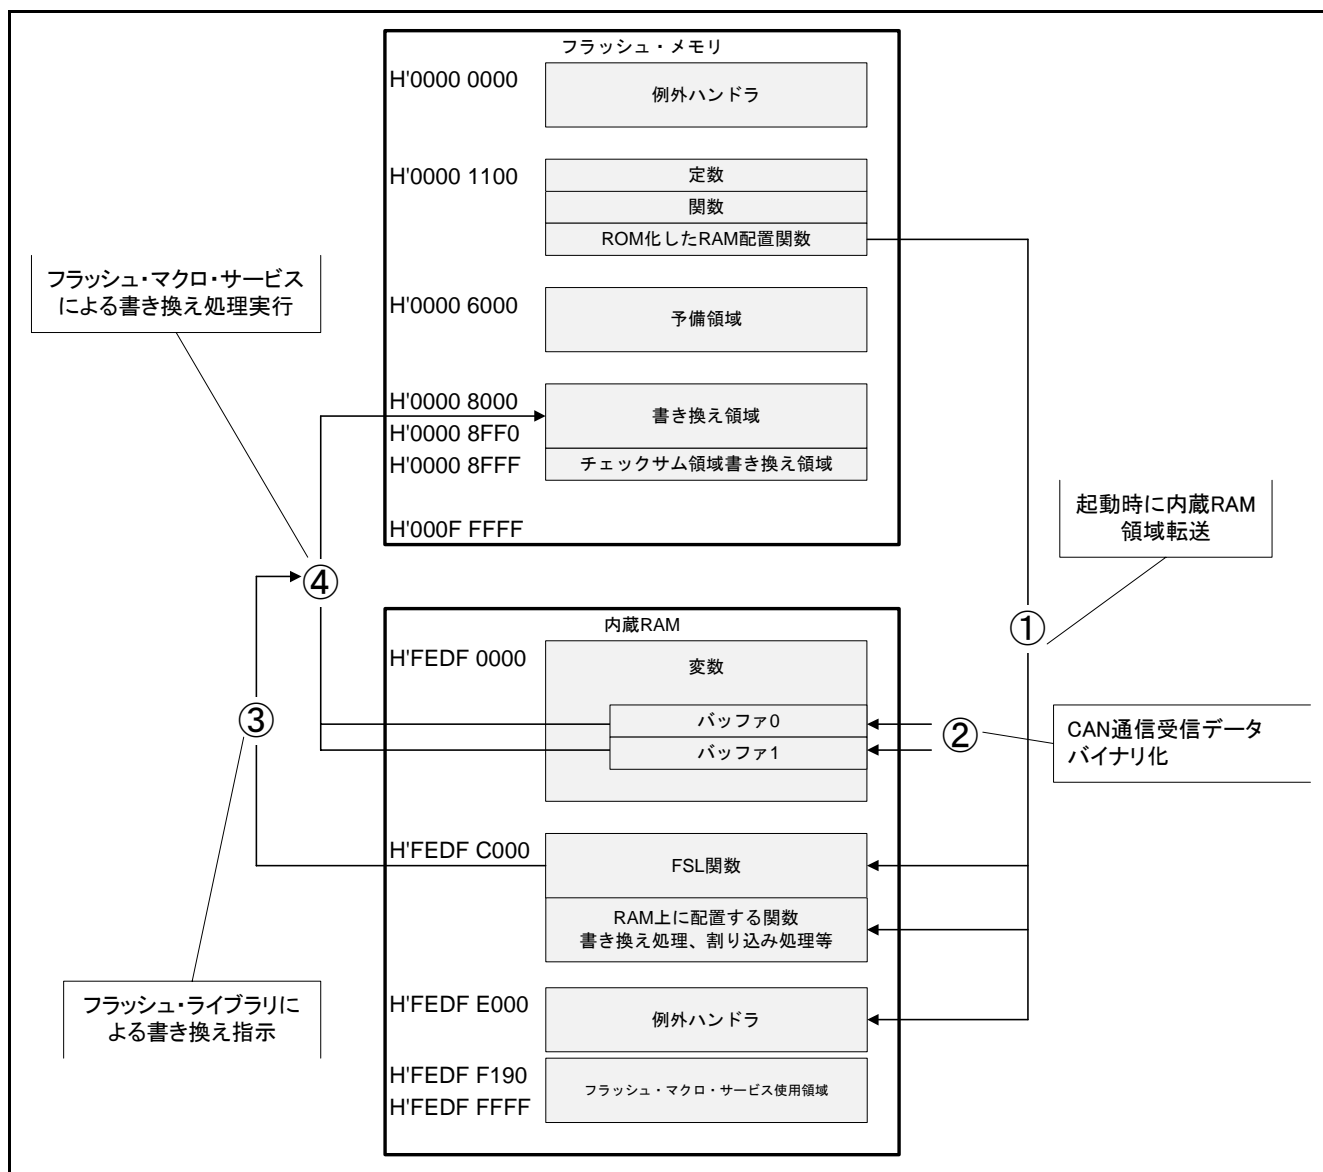 フラッシュ・メモリ
H'0000 0000
例外ハンドラ
H'0000 1100
定数
関数
ROM化したRAM配置関数
フラッシュ・マクロ・サービス
による書き換え処理実行
H'0000 6000
予備領域
H'0000 8000
書き換え領域
H'0000 8FF0
H'0000 8FFF
チェックサム領域書き換え領域
H'000F FFFF
起動時に内蔵RAM
領域転送
④
①
内蔵RAM
H'FEDF 0000
変数
バッファ0
バッファ1
③
②
CAN通信受信データ
バイナリ化
H'FEDF C000
FSL関数
RAM上に配置する関数
書き換え処理、割り込み処理等
フラッシュ・ライブラリに
よる書き換え指示
H'FEDF E000
例外ハンドラ
H'FEDF F190
H'FEDF FFFF
フラッシュ・マクロ・サービス使用領域